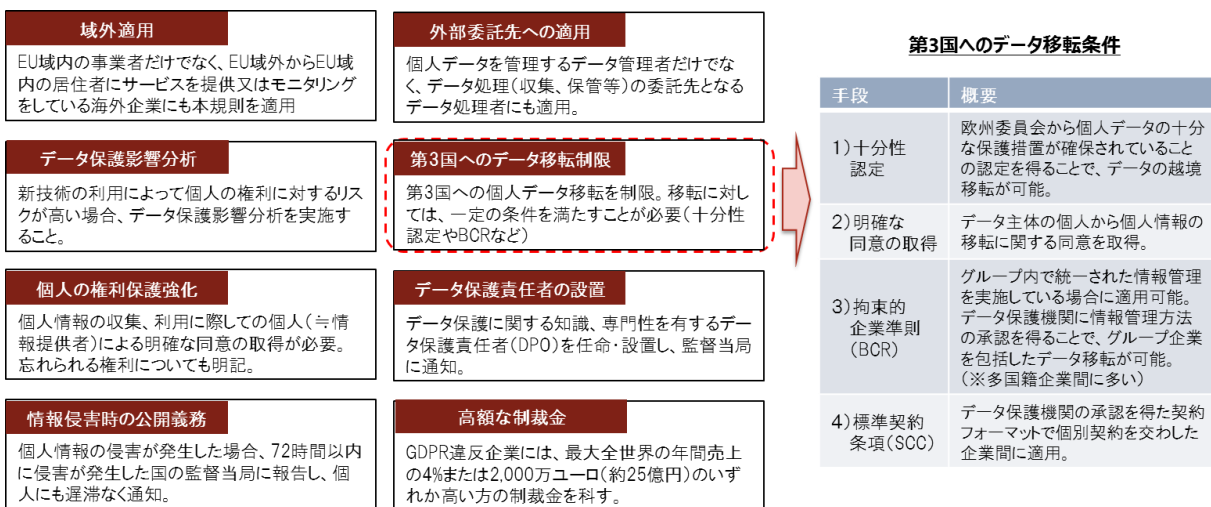 域外適用
EU域内の事業者だけでなく、EU域外からEU域
内の居住者にサービスを提供又はモニタリング
をしている海外企業にも本規則を適用
外部委託先への適用
個人データを管理するデータ管理者だけでな
く、データ処理(収集、保管等)の委託先となる
データ処理者にも適用。
データ保護影響分析
新技術の利用によって個人の権利に対するリス
クが高い場合、データ保護影響分析を実施す
ること。
第3国へのデータ移転制限
第3国への個人データ移転を制限。移転に対し
ては、一定の条件を満たすことが必要(十分性
認定やBCRなど)
個人の権利保護強化
個人情報の収集、利用に際しての個人(≒情
報提供者)による明確な同意の取得が必要。
忘れられる権利についても明記。
データ保護責任者の設置
データ保護に関する知識、専門性を有するデー
タ保護責任者(DPO)を任命・設置し、監督当局
に通知。
情報侵害時の公開義務
個人情報の侵害が発生した場合、72時間以内
に侵害が発生した国の監督当局に報告し、個
人にも遅滞なく通知。
高額な制裁金
GDPR違反企業には、最大全世界の年間売上
の4%または2,000万ユーロ(約25億円)のいず
れか高い方の制裁金を科す。
第3国へのデータ移転条件
手段
概要
1)十分性
認定
欧州委員会から個人データの十分
な保護措置が確保されていること
の認定を得ることで、データの越境
移転が可能。
2)明確な
同意の取得
データ主体の個人から個人情報の
移転に関する同意を取得。
3)拘束的
企業準則
(BCR)
グループ内で統一された情報管理
を実施している場合に適用可能。
データ保護機関に情報管理方法
の承認を得ることで、グループ企業
を包括したデータ移転が可能。
(※多国籍企業間に多い)
4)標準契約
条項(SCC)
データ保護機関の承認を得た契約
フォーマットで個別契約を交わした
企業間に適用。